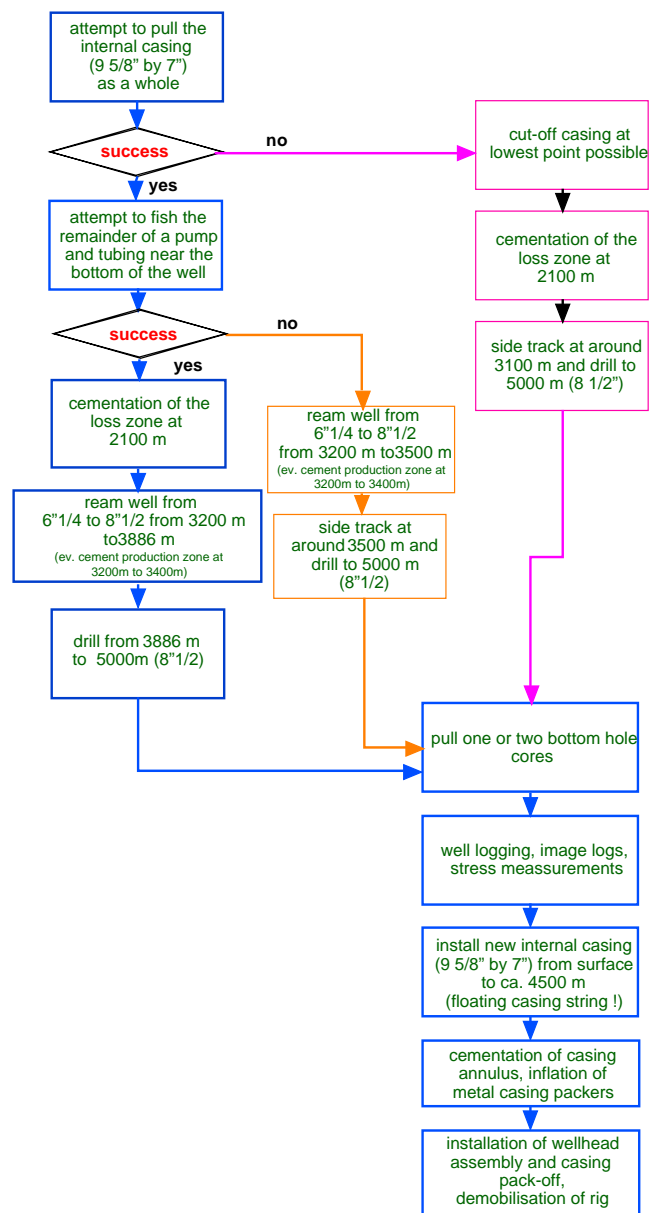 attempt to pull the
internal casing
(9 5/8” by 7”)
as a whole
success
no
yes
cut-off casing at
lowest point possible
attempt to fish the
remainder of a pump
and tubing near the
bottom of the well
cementation of the
loss zone at
2100 m
success
no
yes
side track at around
3100 m and drill to
5000 m (8 1/2”)
cementation of the
loss zone at
2100 m
ream well from
6”1/4 to 8”1/2
from 3200 m to3500 m
(ev. cement production zone at
3200m to 3400m)
ream well from
6”1/4 to 8”1/2 from 3200 m
to3886 m
(ev. cement production zone at
3200m to 3400m)
side track at
around 3500 m and
drill to 5000 m
(8”1/2)
drill from 3886 m
to 5000m (8”1/2)
pull one or two bottom hole
cores
well logging, image logs,
stress meassurements
install new internal casing
(9 5/8” by 7”) from surface
to ca. 4500 m
(floating casing string !)
cementation of casing
annulus, inflation of
metal casing packers
installation of wellhead
assembly and casing
pack-off,
demobilisation of rig